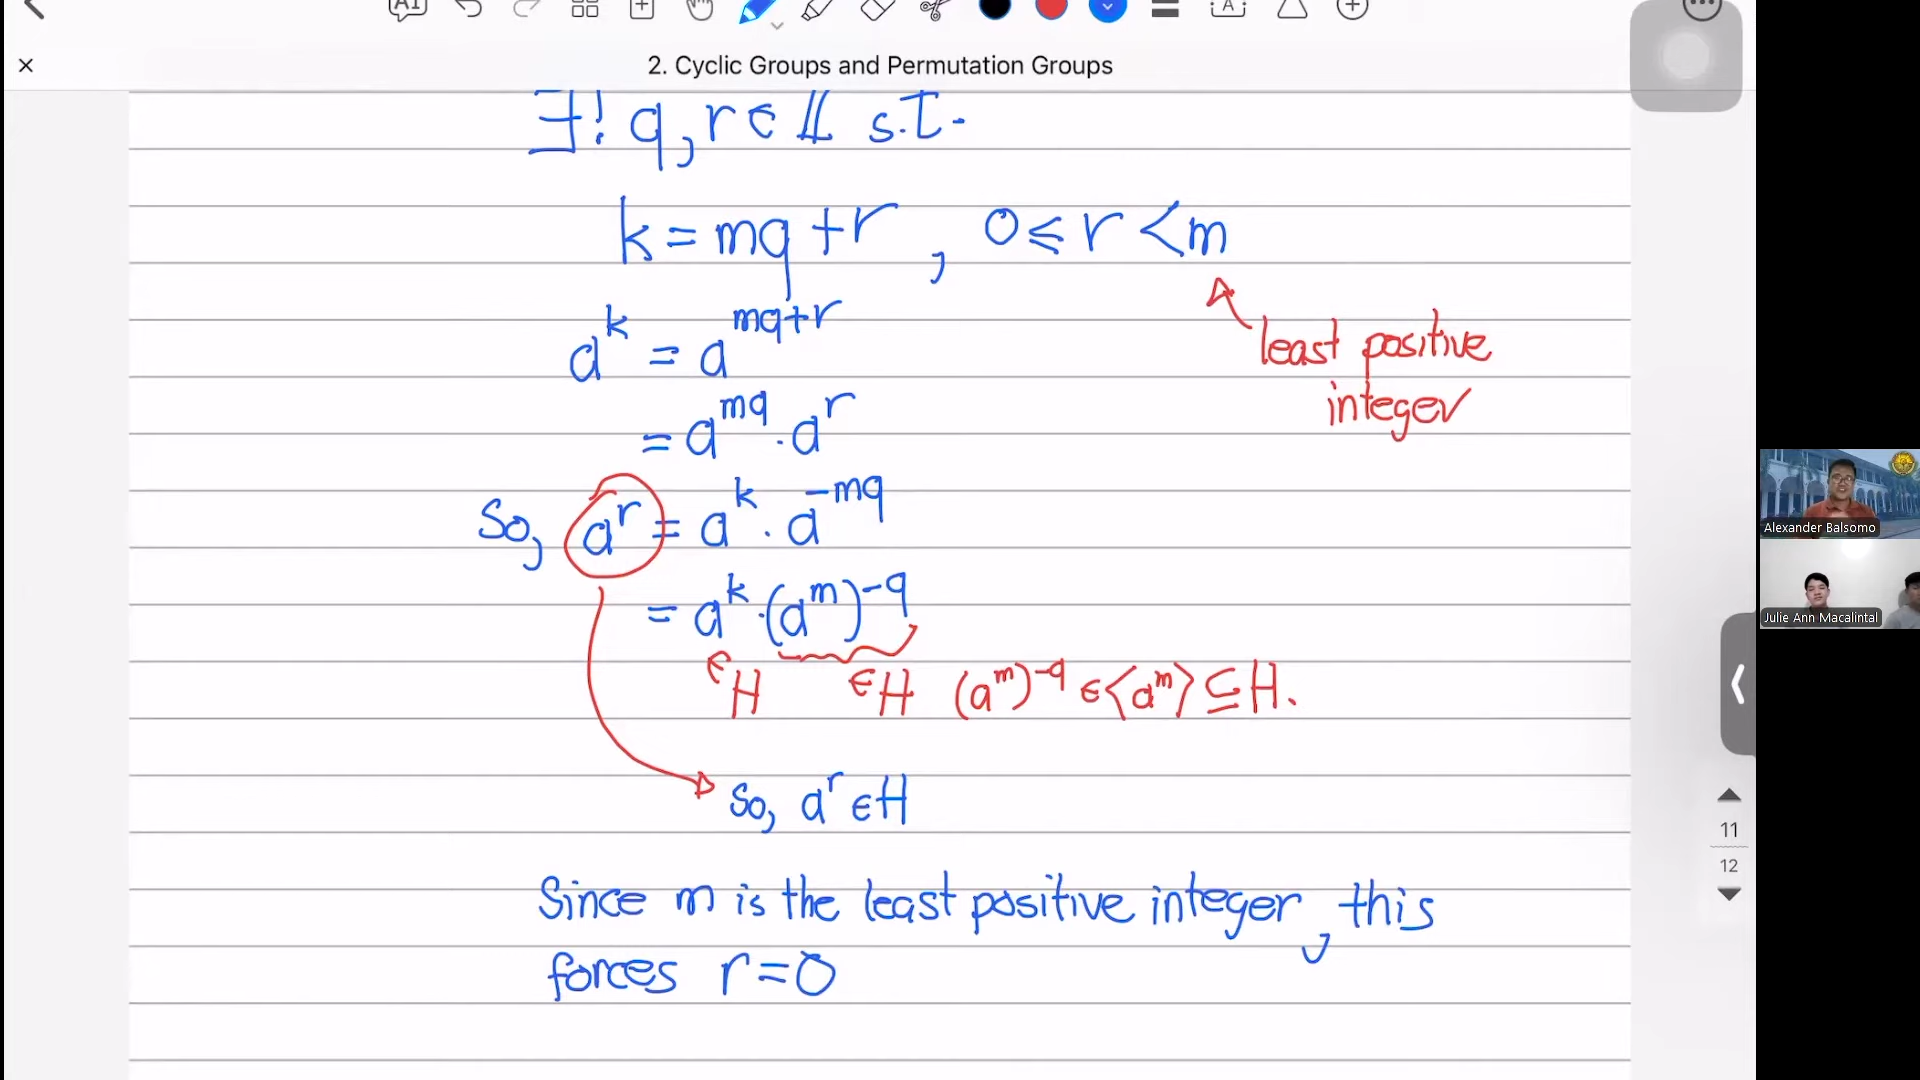 2. Cyclic Groups and Permutation Groups
∃! q, r ∈ ℤ s.t.
k = mq + r , 0 ≤ r < m
least positive
integer
a^k = a^{mq+r}
= a^{mq} · a^r
So, a^r = a^k · a^{-mq}
= a^k · (a^m)^{-q}
∈H ∈H (a^m)^{-q} ∈ ⟨a^m⟩ ⊆ H.
So, a^r ∈ H
Since m is the least positive integer, this
forces r = 0
11
12
Alexander Balsomo
Julie Ann Macalintal